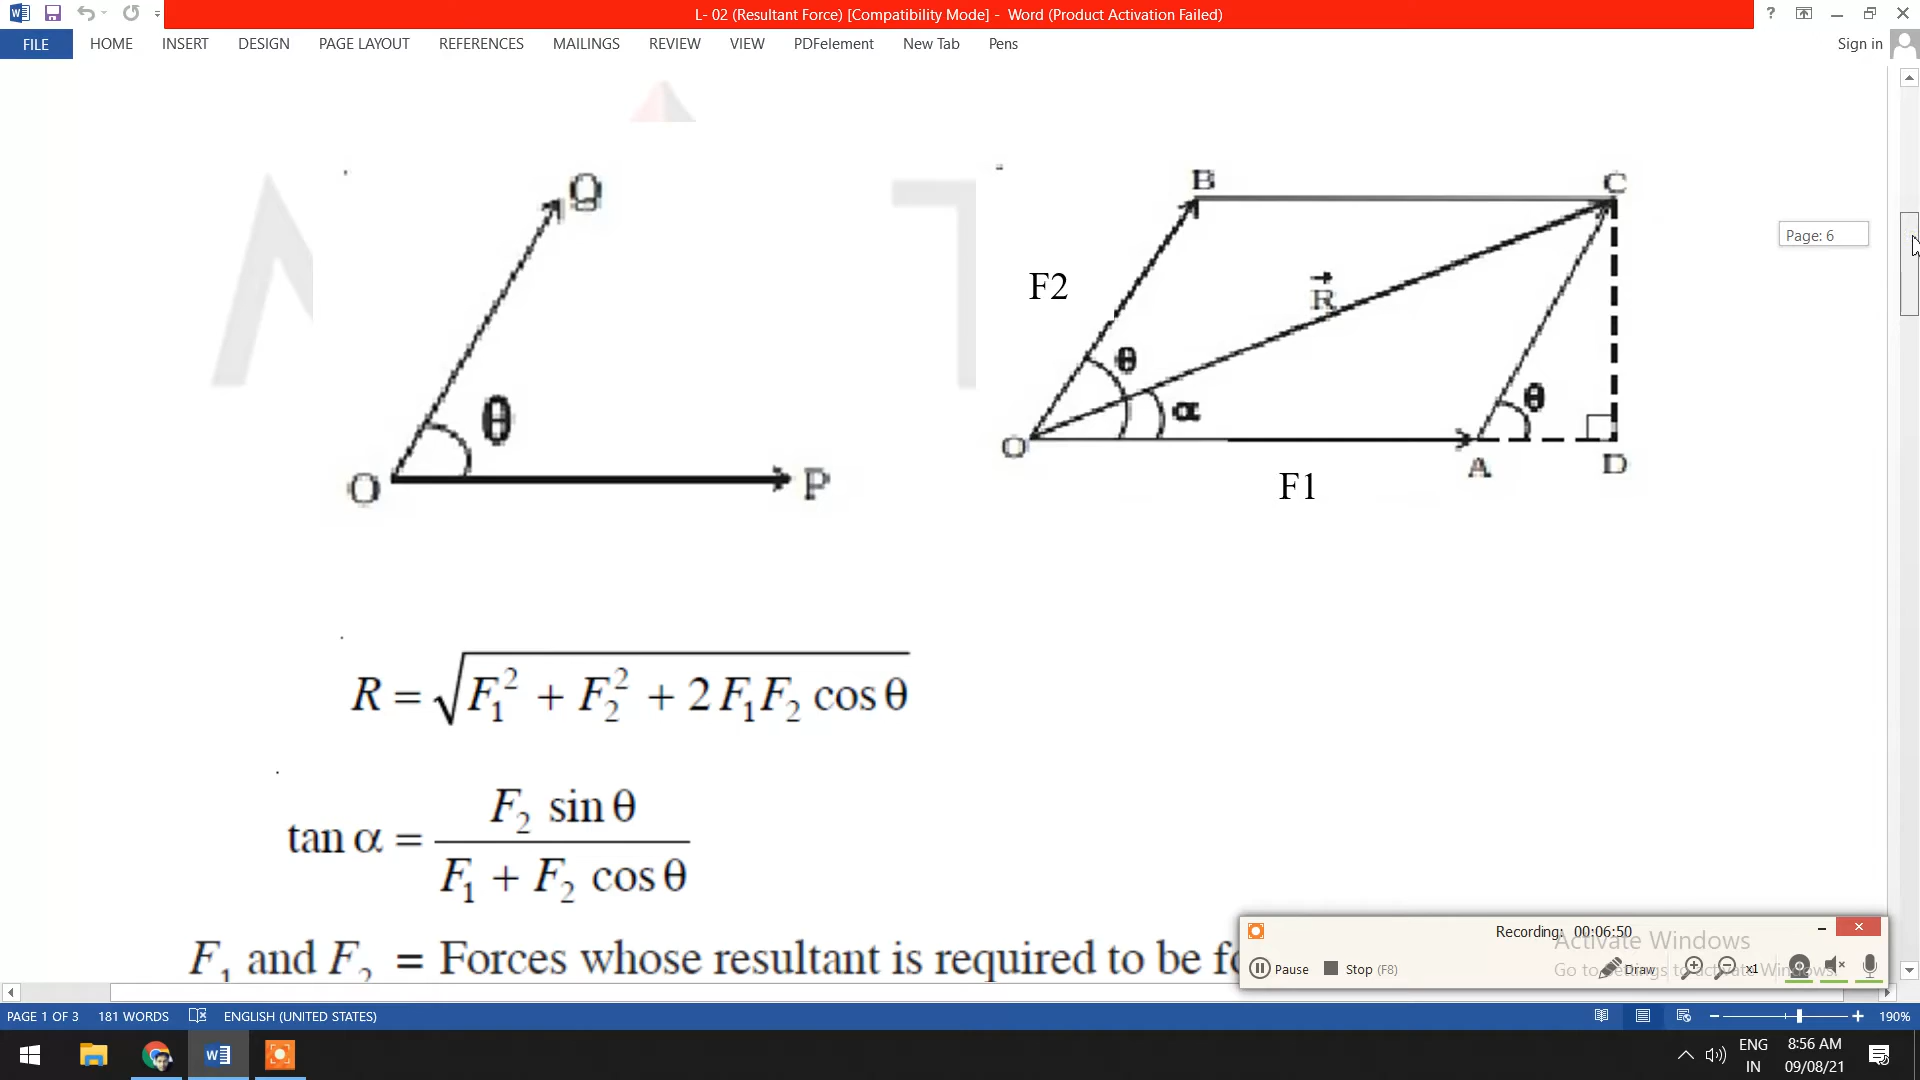 L- 02 (Resultant Force) [Compatibility Mode] - Word (Product Activation Failed)
?
FILE HOME INSERT DESIGN PAGE LAYOUT REFERENCES MAILINGS REVIEW VIEW PDFelement New Tab Pens Sign in
Q
θ
O
P
B
C
F2
R
θ
α
θ
O
A
D
F1
Page: 6
R = √F₁² + F₂² + 2 F₁F₂ cos θ
tan α = F₂ sin θ / F₁ + F₂ cos θ
F₁ and F₂ = Forces whose resultant is required to be fo
Recording: 00:06:50
Activate Windows
Pause Stop (F8) Draw x1
PAGE 1 OF 3 181 WORDS ENGLISH (UNITED STATES) 190%
ENG 8:56 AM
IN 09/08/21